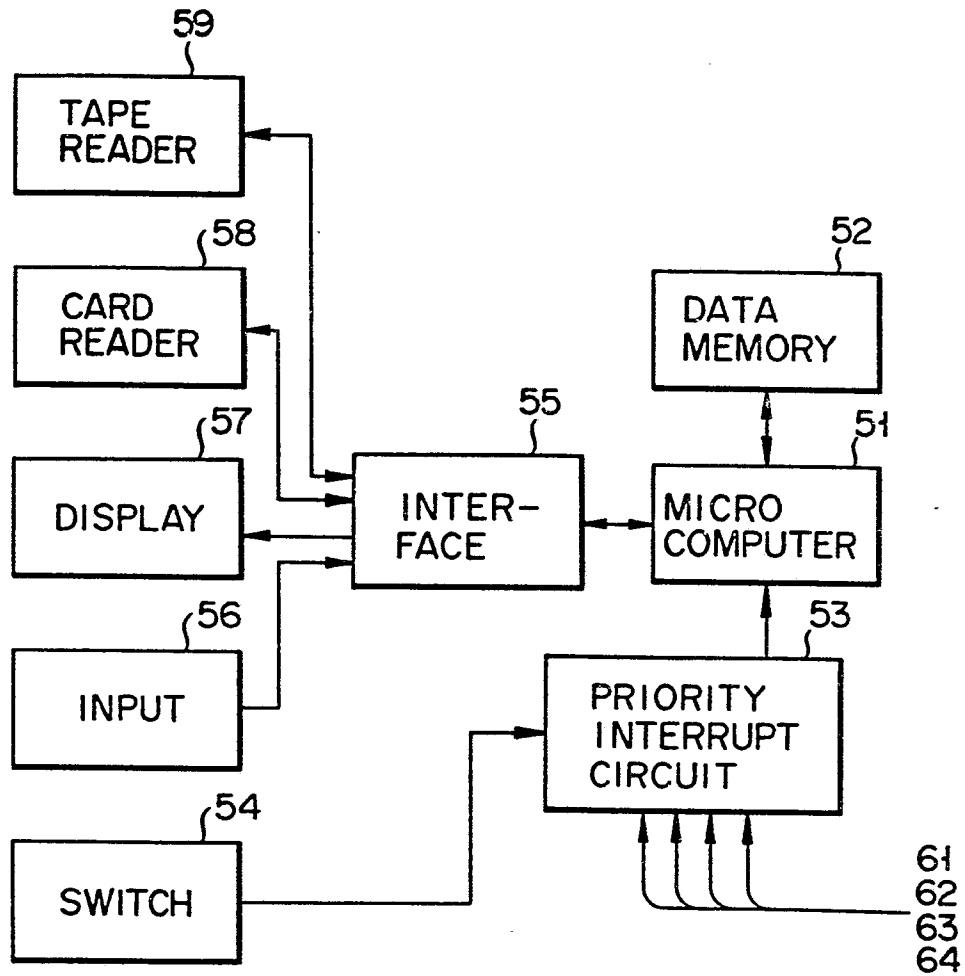 59
TAPE
READER
58
CARD
READER
52
DATA
MEMORY
57
DISPLAY
55
INTER-
FACE
51
MICRO
COMPUTER
56
INPUT
53
PRIORITY
INTERRUPT
CIRCUIT
54
SWITCH
61
62
63
64